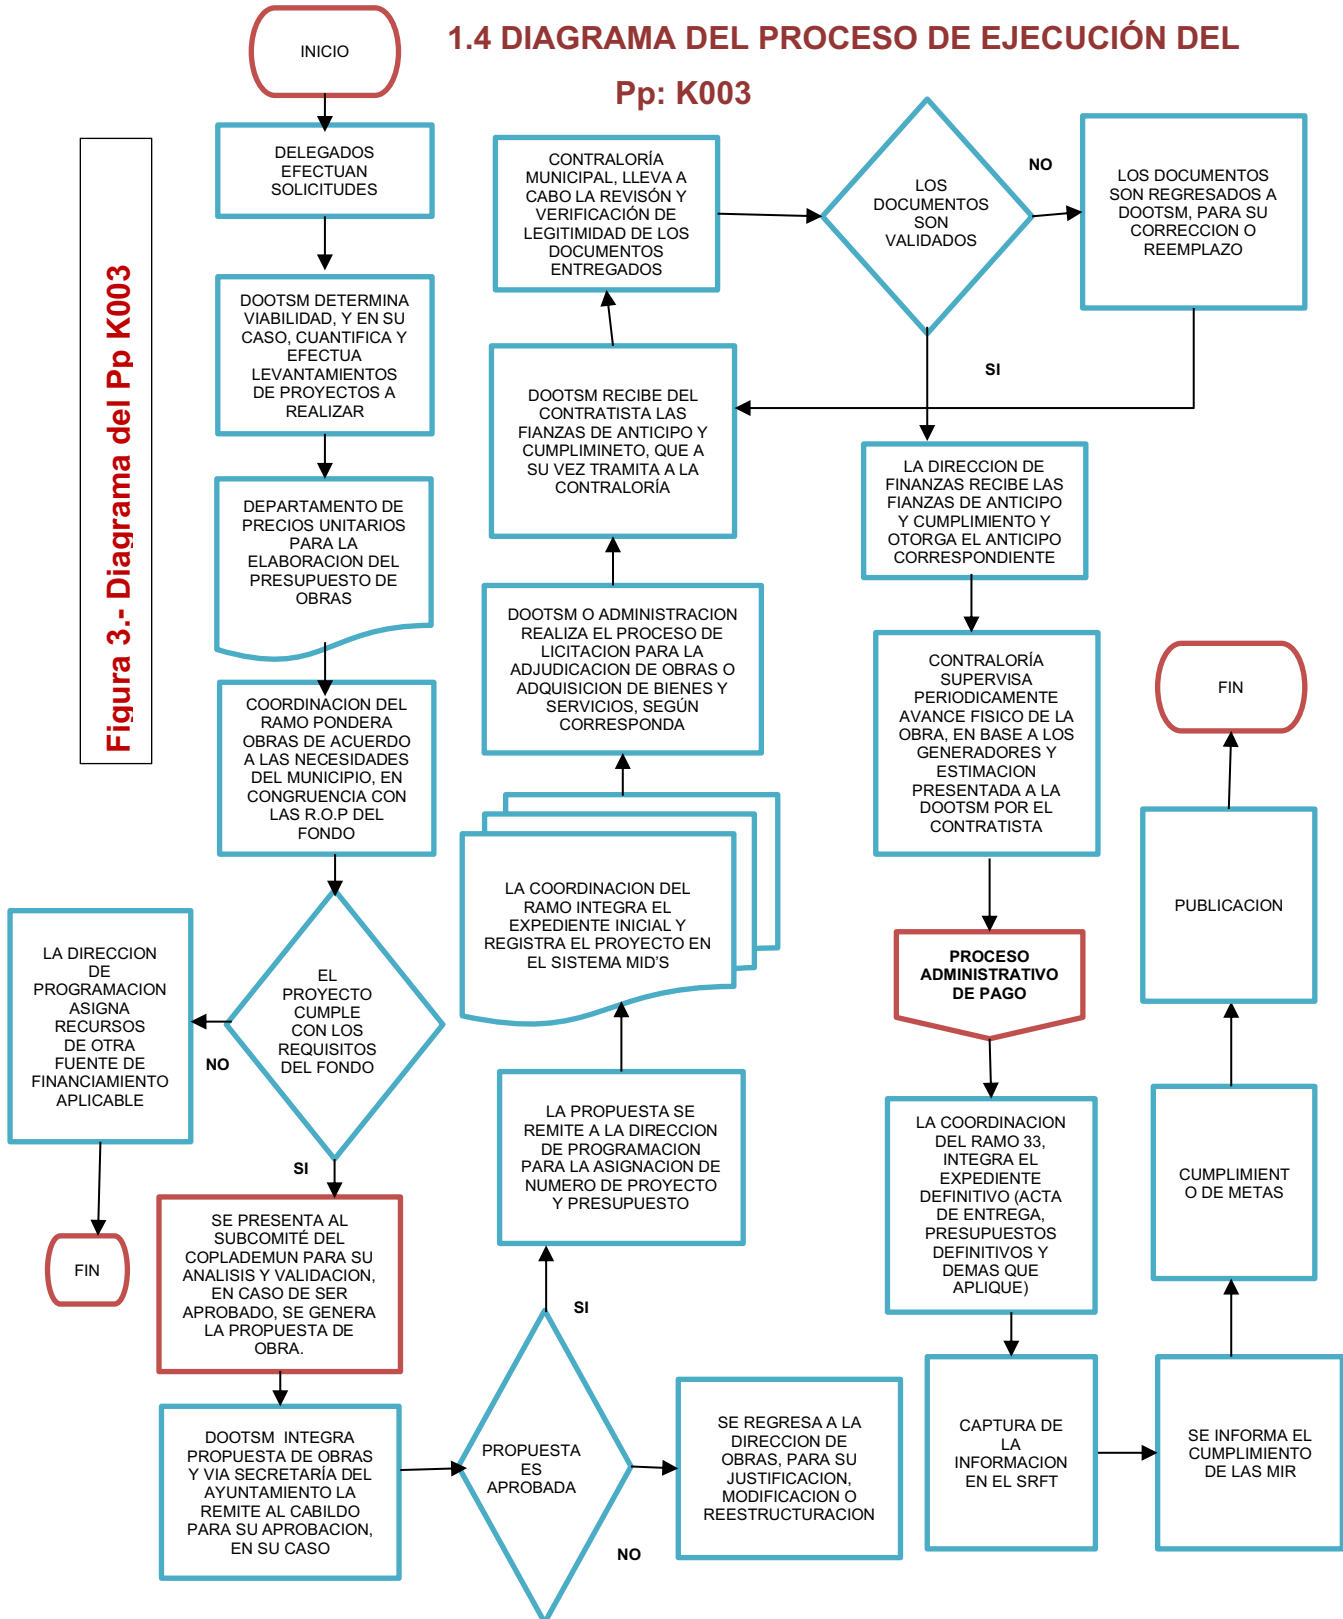 1.4 DIAGRAMA DEL PROCESO DE EJECUCIÓN DEL
Pp: K003
Figura 3.- Diagrama del Pp K003
INICIO
DELEGADOS
EFECTUAN
SOLICITUDES
DOOTSM DETERMINA
VIABILIDAD, Y EN SU
CASO, CUANTIFICA Y
EFECTUA
LEVANTAMIENTOS
DE PROYECTOS A
REALIZAR
DEPARTAMENTO DE
PRECIOS UNITARIOS
PARA LA
ELABORACION DEL
PRESUPUESTO DE
OBRAS
COORDINACION DEL
RAMO PONDERA
OBRAS DE ACUERDO
A LAS NECESIDADES
DEL MUNICIPIO, EN
CONGRUENCIA CON
LAS R.O.P DEL
FONDO
EL
PROYECTO
CUMPLE
CON LOS
REQUISITOS
DEL FONDO
NO
LA DIRECCION
DE
PROGRAMACION
ASIGNA
RECURSOS
DE OTRA
FUENTE DE
FINANCIAMIENTO
APLICABLE
FIN
SI
SE PRESENTA AL
SUBCOMITÉ DEL
COPLADEMUN PARA SU
ANALISIS Y VALIDACION,
EN CASO DE SER
APROBADO, SE GENERA
LA PROPUESTA DE
OBRA.
DOOTSM INTEGRA
PROPUESTA DE OBRAS
Y VIA SECRETARÍA DEL
AYUNTAMIENTO LA
REMITE AL CABILDO
PARA SU APROBACION,
EN SU CASO
PROPUESTA
ES
APROBADA
NO
SE REGRESA A LA
DIRECCION DE
OBRAS, PARA SU
JUSTIFICACION,
MODIFICACION O
REESTRUCTURACION
SI
LA PROPUESTA SE
REMITE A LA DIRECCION
DE PROGRAMACION
PARA LA ASIGNACION DE
NUMERO DE PROYECTO
Y PRESUPUESTO
LA COORDINACION DEL
RAMO INTEGRA EL
EXPEDIENTE INICIAL Y
REGISTRA EL PROYECTO EN
EL SISTEMA MID’S
DOOTSM O ADMINISTRACION
REALIZA EL PROCESO DE
LICITACION PARA LA
ADJUDICACION DE OBRAS O
ADQUISICION DE BIENES Y
SERVICIOS, SEGÚN
CORRESPONDA
DOOTSM RECIBE DEL
CONTRATISTA LAS
FIANZAS DE ANTICIPO Y
CUMPLIMINETO, QUE A
SU VEZ TRAMITA A LA
CONTRALORÍA
CONTRALORÍA
MUNICIPAL, LLEVA A
CABO LA REVISÓN Y
VERIFICACIÓN DE
LEGITIMIDAD DE LOS
DOCUMENTOS
ENTREGADOS
LOS
DOCUMENTOS
SON
VALIDADOS
NO
LOS DOCUMENTOS
SON REGRESADOS A
DOOTSM, PARA SU
CORRECCION O
REEMPLAZO
SI
LA DIRECCION DE
FINANZAS RECIBE LAS
FIANZAS DE ANTICIPO
Y CUMPLIMIENTO Y
OTORGA EL ANTICIPO
CORRESPONDIENTE
CONTRALORÍA
SUPERVISA
PERIODICAMENTE
AVANCE FISICO DE LA
OBRA, EN BASE A LOS
GENERADORES Y
ESTIMACION
PRESENTADA A LA
DOOTSM POR EL
CONTRATISTA
PROCESO
ADMINISTRATIVO
DE PAGO
LA COORDINACION
DEL RAMO 33,
INTEGRA EL
EXPEDIENTE
DEFINITIVO (ACTA
DE ENTREGA,
PRESUPUESTOS
DEFINITIVOS Y
DEMAS QUE
APLIQUE)
CAPTURA DE
LA
INFORMACION
EN EL SRFT
SE INFORMA EL
CUMPLIMIENTO
DE LAS MIR
CUMPLIMIENT
O DE METAS
PUBLICACION
FIN